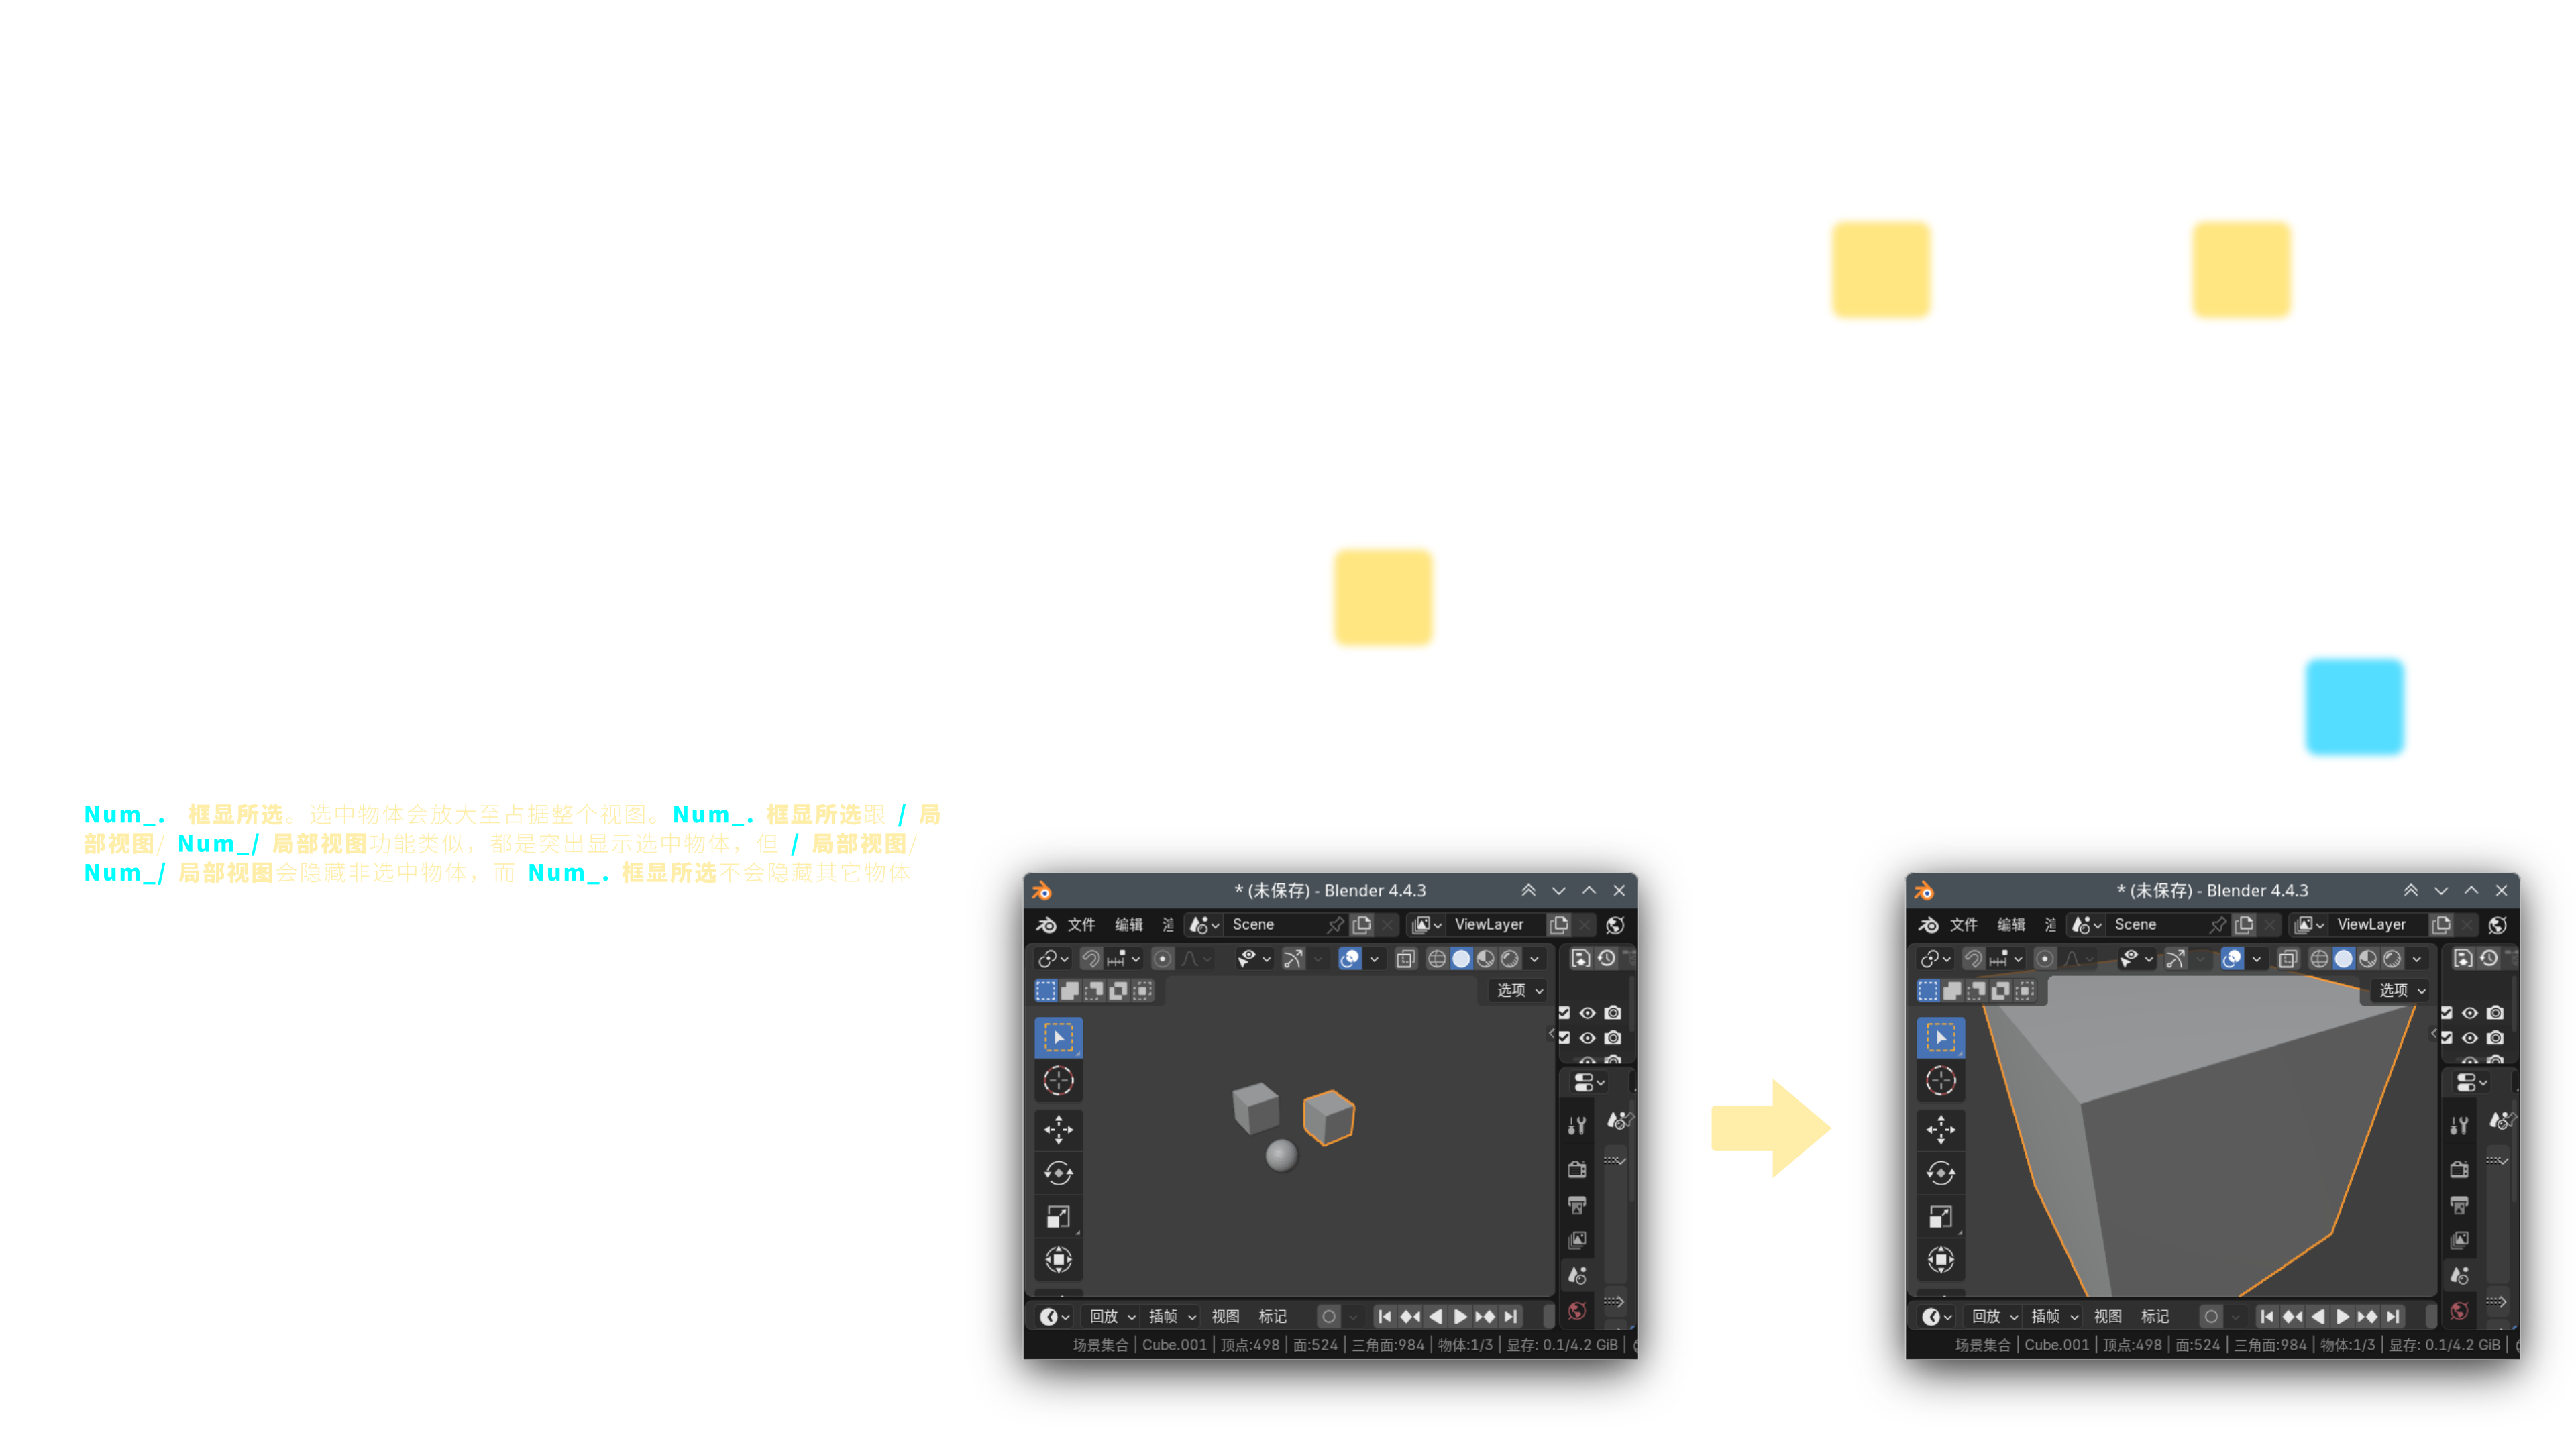 Num_. 框显所选。选中物体会放大至占据整个视图。Num_. 框显所选跟 / 局
部视图/ Num_/ 局部视图功能类似，都是突出显示选中物体，但 / 局部视图/
Num_/ 局部视图会隐藏非选中物体，而 Num_. 框显所选不会隐藏其它物体
* (未保存) - Blender 4.4.3
文件 编辑 Scene ViewLayer
选项
回放 插帧 视图 标记
场景集合 | Cube.001 | 顶点:498 | 面:524 | 三角面:984 | 物体:1/3 | 显存: 0.1/4.2 GiB |
* (未保存) - Blender 4.4.3
文件 编辑 Scene ViewLayer
选项
回放 插帧 视图 标记
场景集合 | Cube.001 | 顶点:498 | 面:524 | 三角面:984 | 物体:1/3 | 显存: 0.1/4.2 GiB |